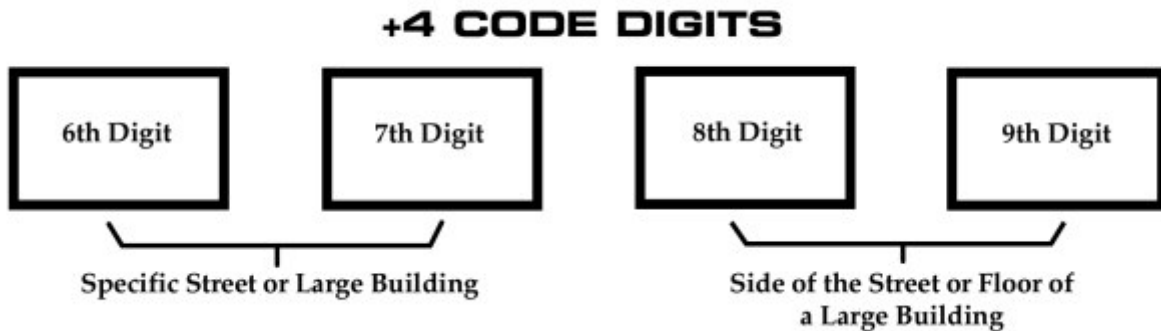 +4 CODE DIGITS
6th Digit
7th Digit
8th Digit
9th Digit
Specific Street or Large Building
Side of the Street or Floor of
a Large Building